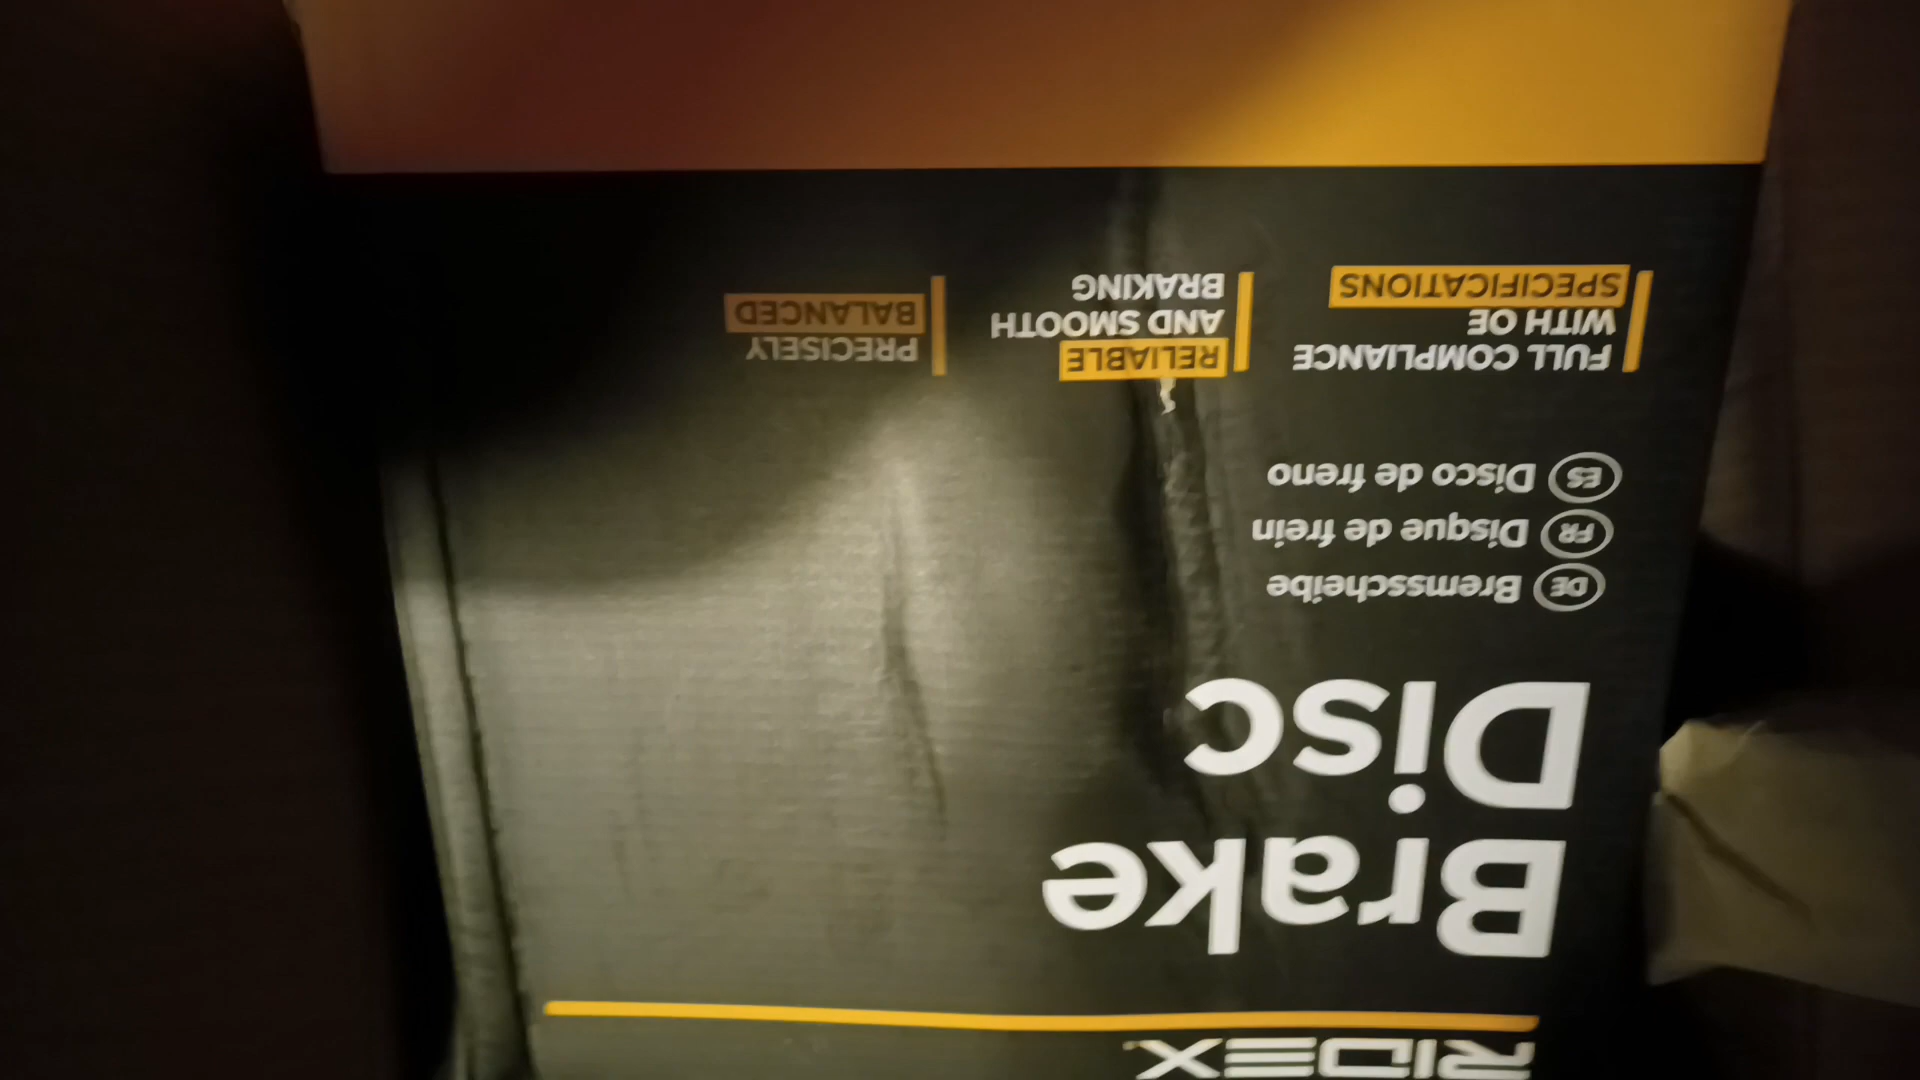 RIDEX
Brake
Disc
DE Bremsscheibe
FR Disque de frein
ES Disco de freno
FULL COMPLIANCE
WITH OE
SPECIFICATIONS
RELIABLE
AND SMOOTH
BRAKING
PRECISELY
BALANCED